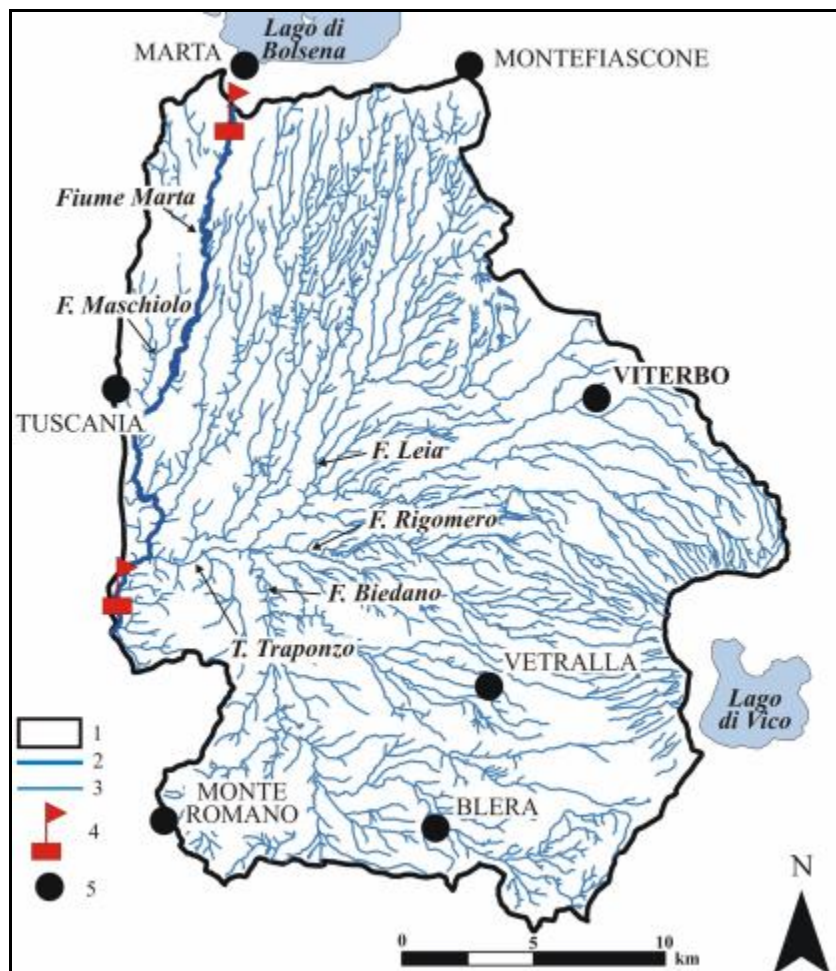 Lago di
Bolsena
MARTA
MONTEFIASCONE
Fiume Marta
F. Maschiolo
VITERBO
TUSCANIA
F. Leia
F. Rigomero
F. Biedano
T. Traponzo
VETRALLA
Lago
di Vico
1
2
3
MONTE
ROMANO
BLERA
4
5
N
0 5 10
km